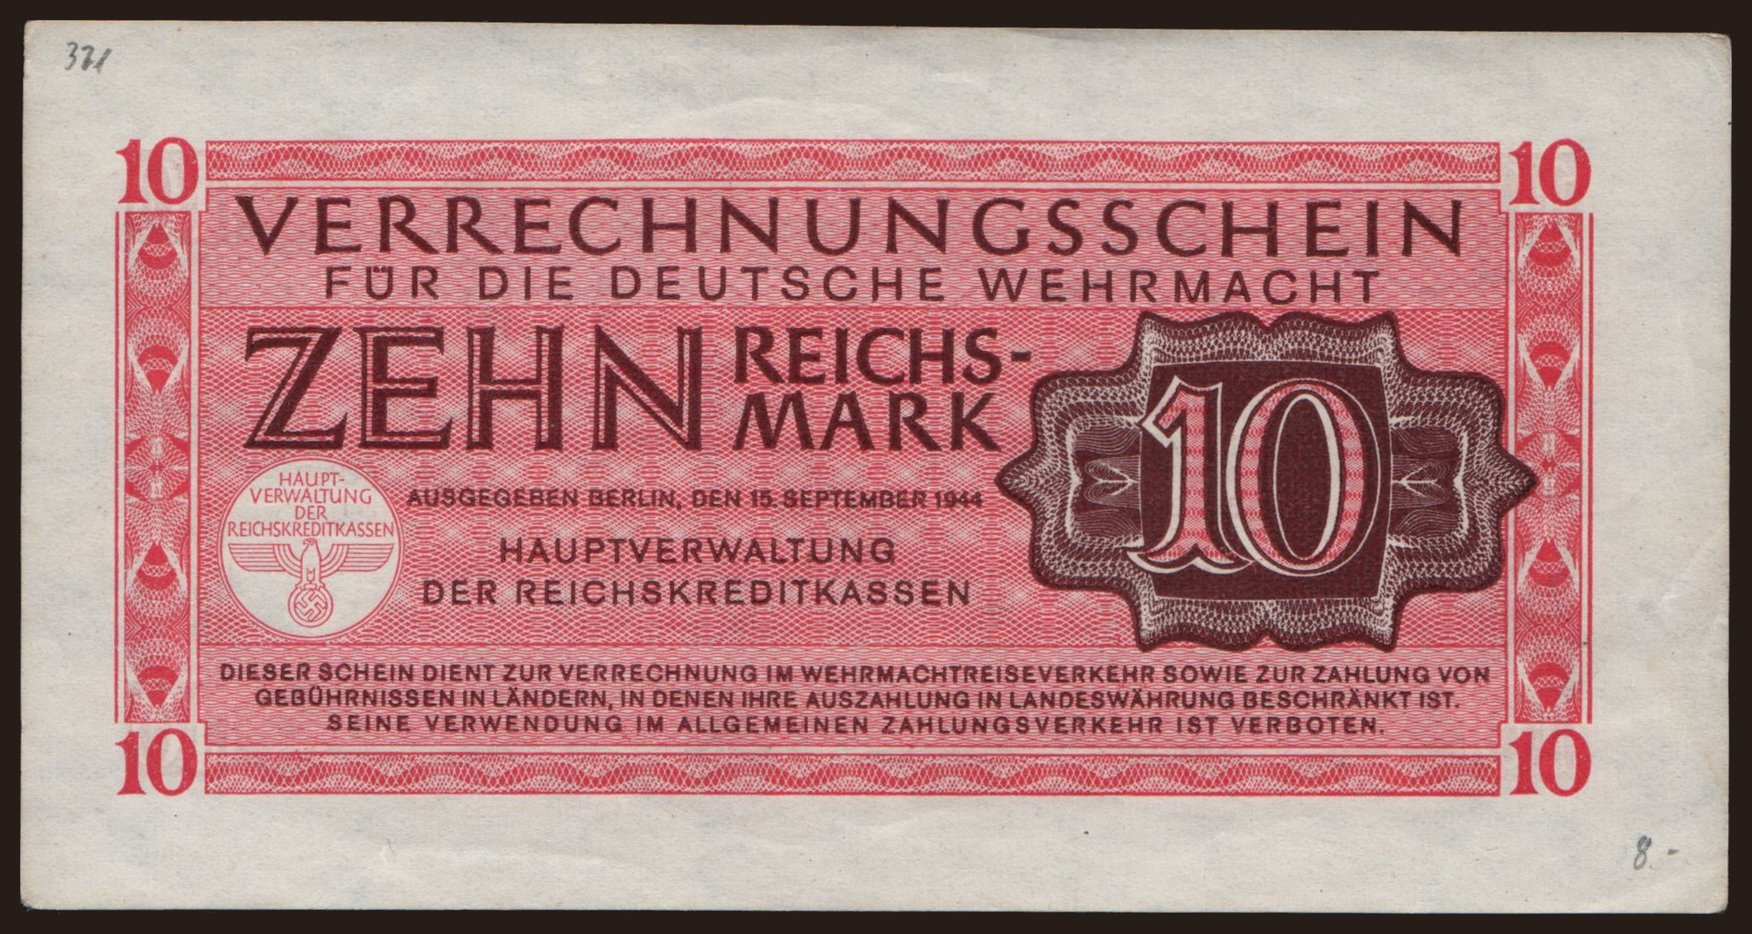 331
10 10
VERRECHNUNGSSCHEIN
FÜR DIE DEUTSCHE WEHRMACHT
ZEHN REICHS-
MARK
10
HAUPT-
VERWALTUNG
DER
REICHSKREDITKASSEN
AUSGEGEBEN BERLIN, DEN 15. SEPTEMBER 1944
HAUPTVERWALTUNG
DER REICHSKREDITKASSEN
DIESER SCHEIN DIENT ZUR VERRECHNUNG IM WEHRMACHTREISEVERKEHR SOWIE ZUR ZAHLUNG VON
GEBÜHRNISSEN IN LÄNDERN, IN DENEN IHRE AUSZAHLUNG IN LANDESWÄHRUNG BESCHRÄNKT IST.
SEINE VERWENDUNG IM ALLGEMEINEN ZAHLUNGSVERKEHR IST VERBOTEN.
10 10
8.-